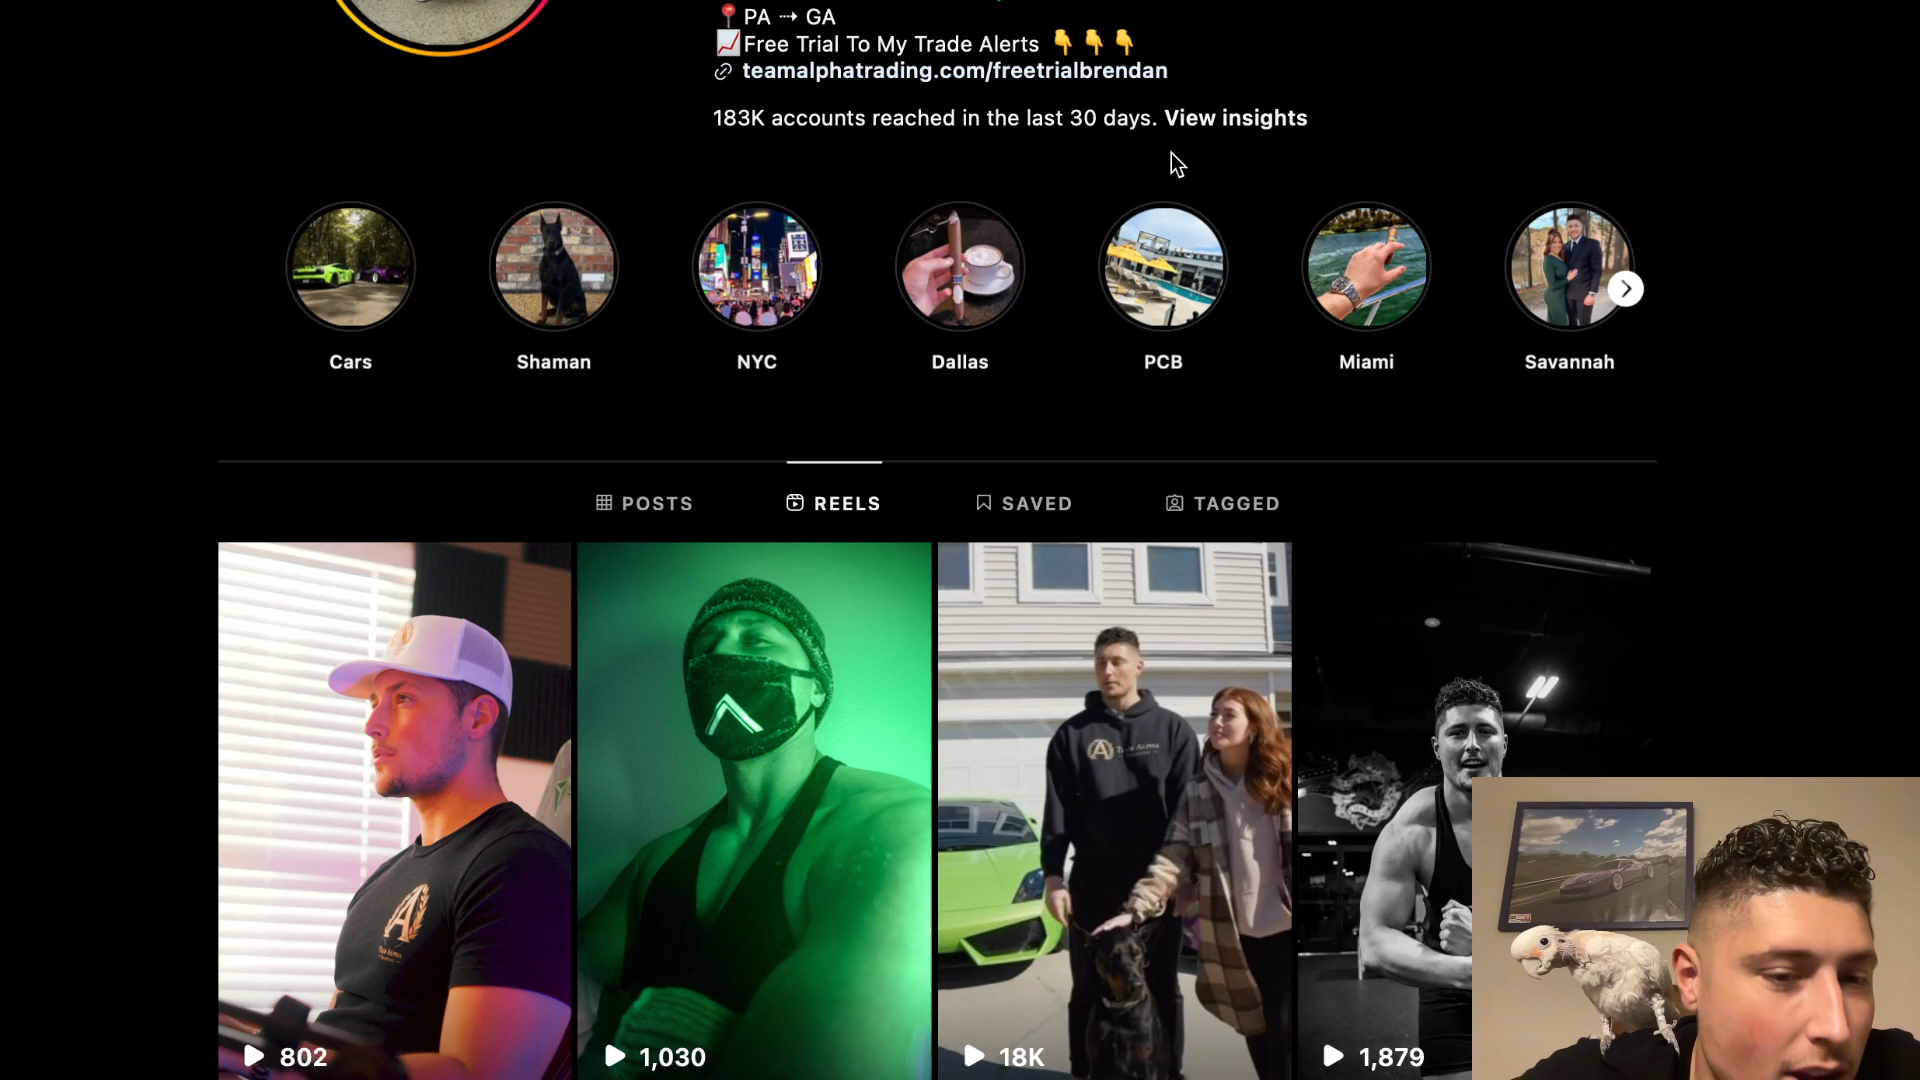 📍PA ⇢ GA
📈Free Trial To My Trade Alerts 👇👇👇
teamalphatrading.com/freetrialbrendan
183K accounts reached in the last 30 days. View insights
Cars
Shaman
NYC
Dallas
PCB
Miami
Savannah
POSTS
REELS
SAVED
TAGGED
A
TEAM ALPHA
802
1,030
18K
1,879